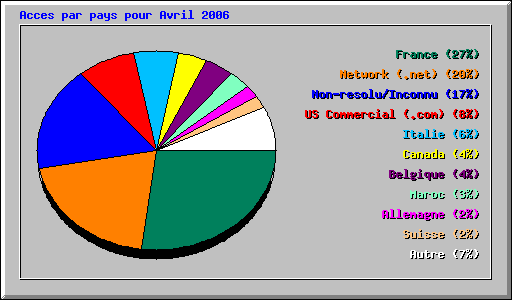 Acces par pays pour Avril 2006
France (27%)
Network (.net) (20%)
Non-resolu/Inconnu (17%)
US Commercial (.com) (8%)
Italie (6%)
Canada (4%)
Belgique (4%)
Maroc (3%)
Allemagne (2%)
Suisse (2%)
Autre (7%)